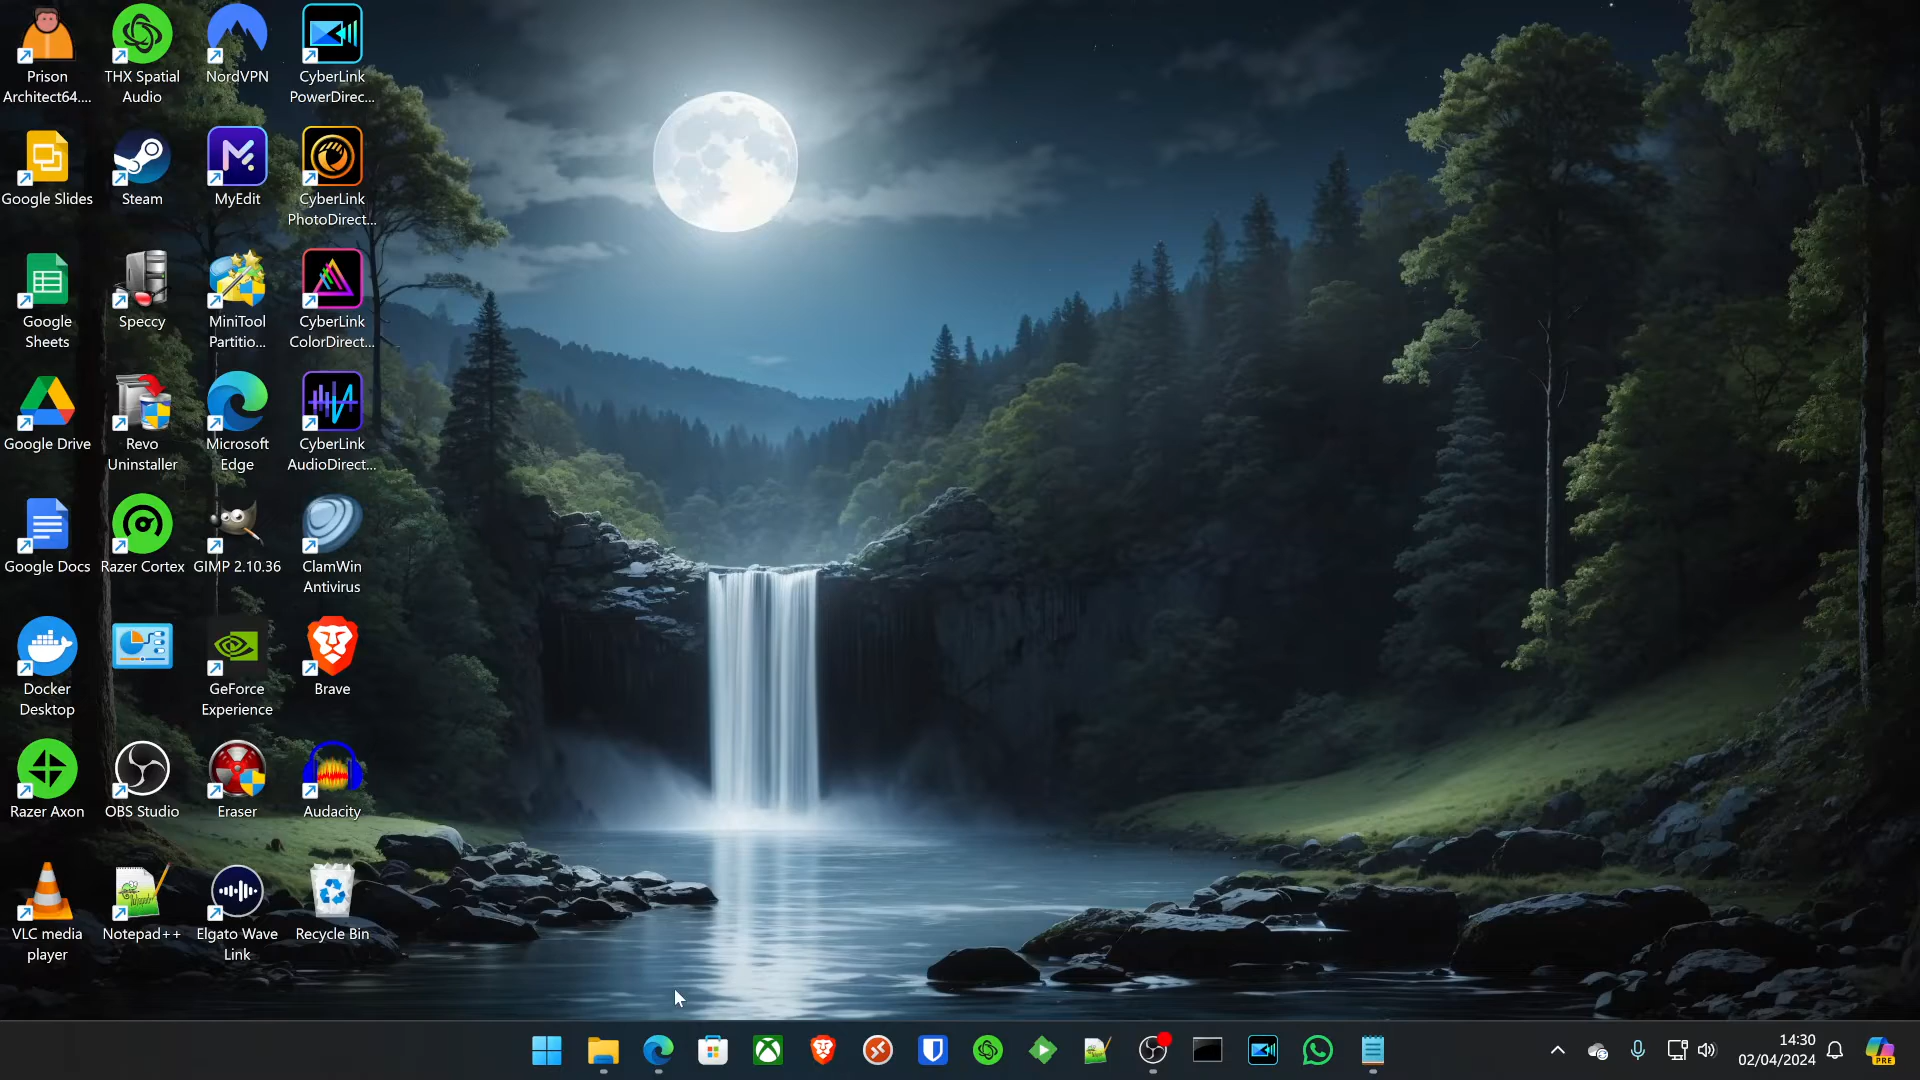 Prison
Architect64....
THX Spatial
Audio
NordVPN
CyberLink
PowerDirec...
Google Slides
Steam
MyEdit
CyberLink
PhotoDirect...
Google
Sheets
Speccy
MiniTool
Partitio...
CyberLink
ColorDirect...
Google Drive
Revo
Uninstaller
Microsoft
Edge
CyberLink
AudioDirect...
Google Docs
Razer Cortex
GIMP 2.10.36
ClamWin
Antivirus
Docker
Desktop
GeForce
Experience
Brave
Razer Axon
OBS Studio
Eraser
Audacity
VLC media
player
Notepad++
Elgato Wave
Link
Recycle Bin
14:30
02/04/2024
PRE